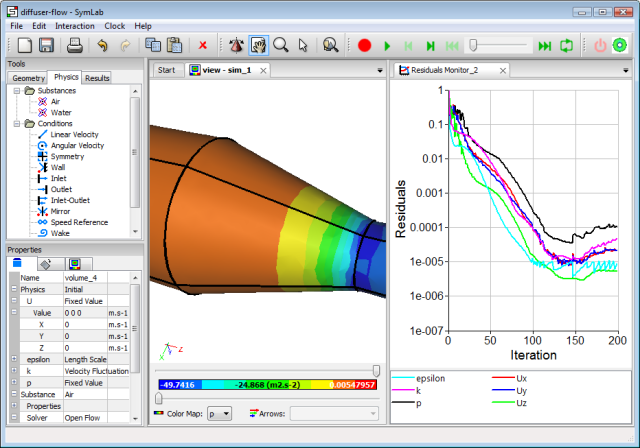 diffuser-flow - SymLab
File Edit Interaction Clock Help
Tools
Geometry Physics Results
Substances
Air
Water
Conditions
Linear Velocity
Angular Velocity
Symmetry
Wall
Inlet
Outlet
Inlet-Outlet
Mirror
Speed Reference
Wake
Properties
Name volume_4
Physics Initial
U Fixed Value
Value 0 0 0 m.s-1
X 0 m.s-1
Y 0 m.s-1
Z 0 m.s-1
epsilon Length Scale
k Velocity Fluctuation
p Fixed Value
Substance Air
Properties
Solver Open Flow
Start view - sim_1
X Z
-49.7416 -24.868 (m2.s-2) 0.00547957
Color Map: p Arrows:
Residuals Monitor_2
Residuals
1
0.1
0.01
0.001
0.0001
1e-005
1e-006
1e-007
0 50 100 150 200
Iteration
epsilon Ux
k Uy
p Uz